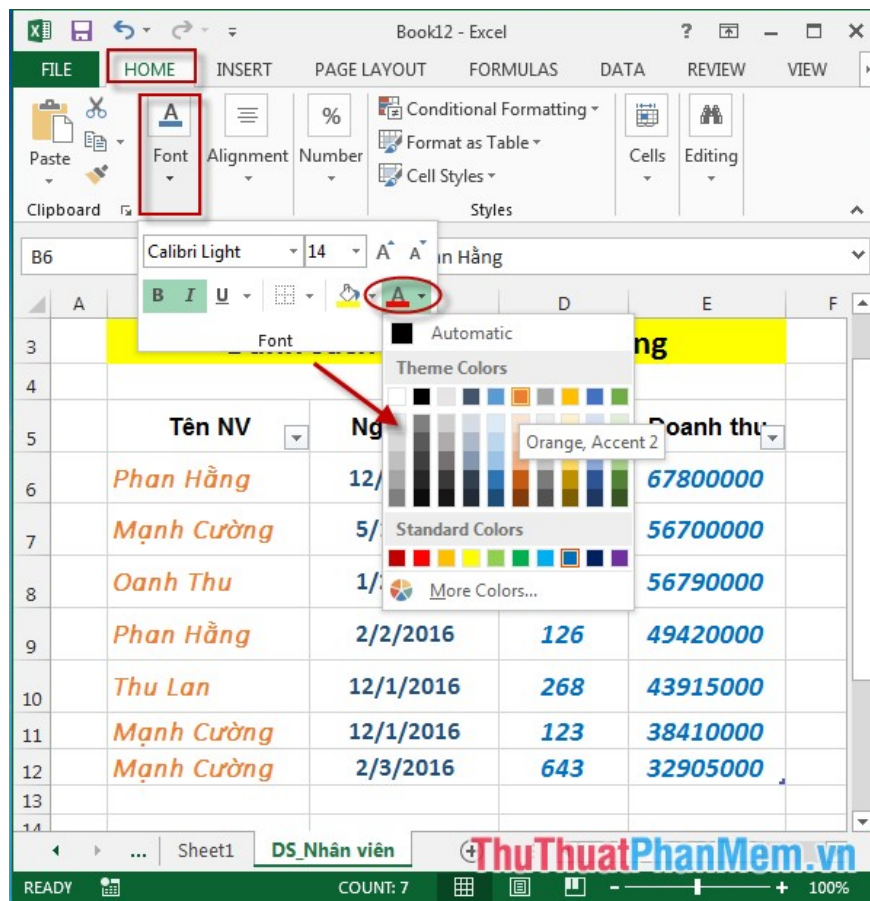 Book12 - Excel
FILE HOME INSERT PAGE LAYOUT FORMULAS DATA REVIEW VIEW
Conditional Formatting
Format as Table
Cell Styles
Paste Font Alignment Number Cells Editing
Clipboard Styles
B6 Hằng
Calibri Light 14 A A
B I U A
Font
A D E F
Automatic
Theme Colors
Orange, Accent 2
Standard Colors
More Colors...
3 ng
4
5 Tên NV Ng Doanh thu
6 Phan Hằng 12/ 67800000
7 Mạnh Cường 5/ 56700000
8 Oanh Thu 1/ 56790000
9 Phan Hằng 2/2/2016 126 49420000
10 Thu Lan 12/1/2016 268 43915000
11 Mạnh Cường 12/1/2016 123 38410000
12 Mạnh Cường 2/3/2016 643 32905000
13
14
... Sheet1 DS_Nhân viên
ThuThuatPhanMem.vn
READY COUNT: 7 100%